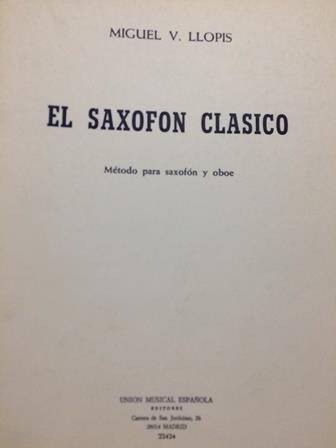 MIGUEL V. LLOPIS
EL SAXOFON CLASICO
Método para saxofón y oboe
UNION MUSICAL ESPAÑOLA
EDITORES
Carrera de San Jerónimo, 26
28014 MADRID
22424